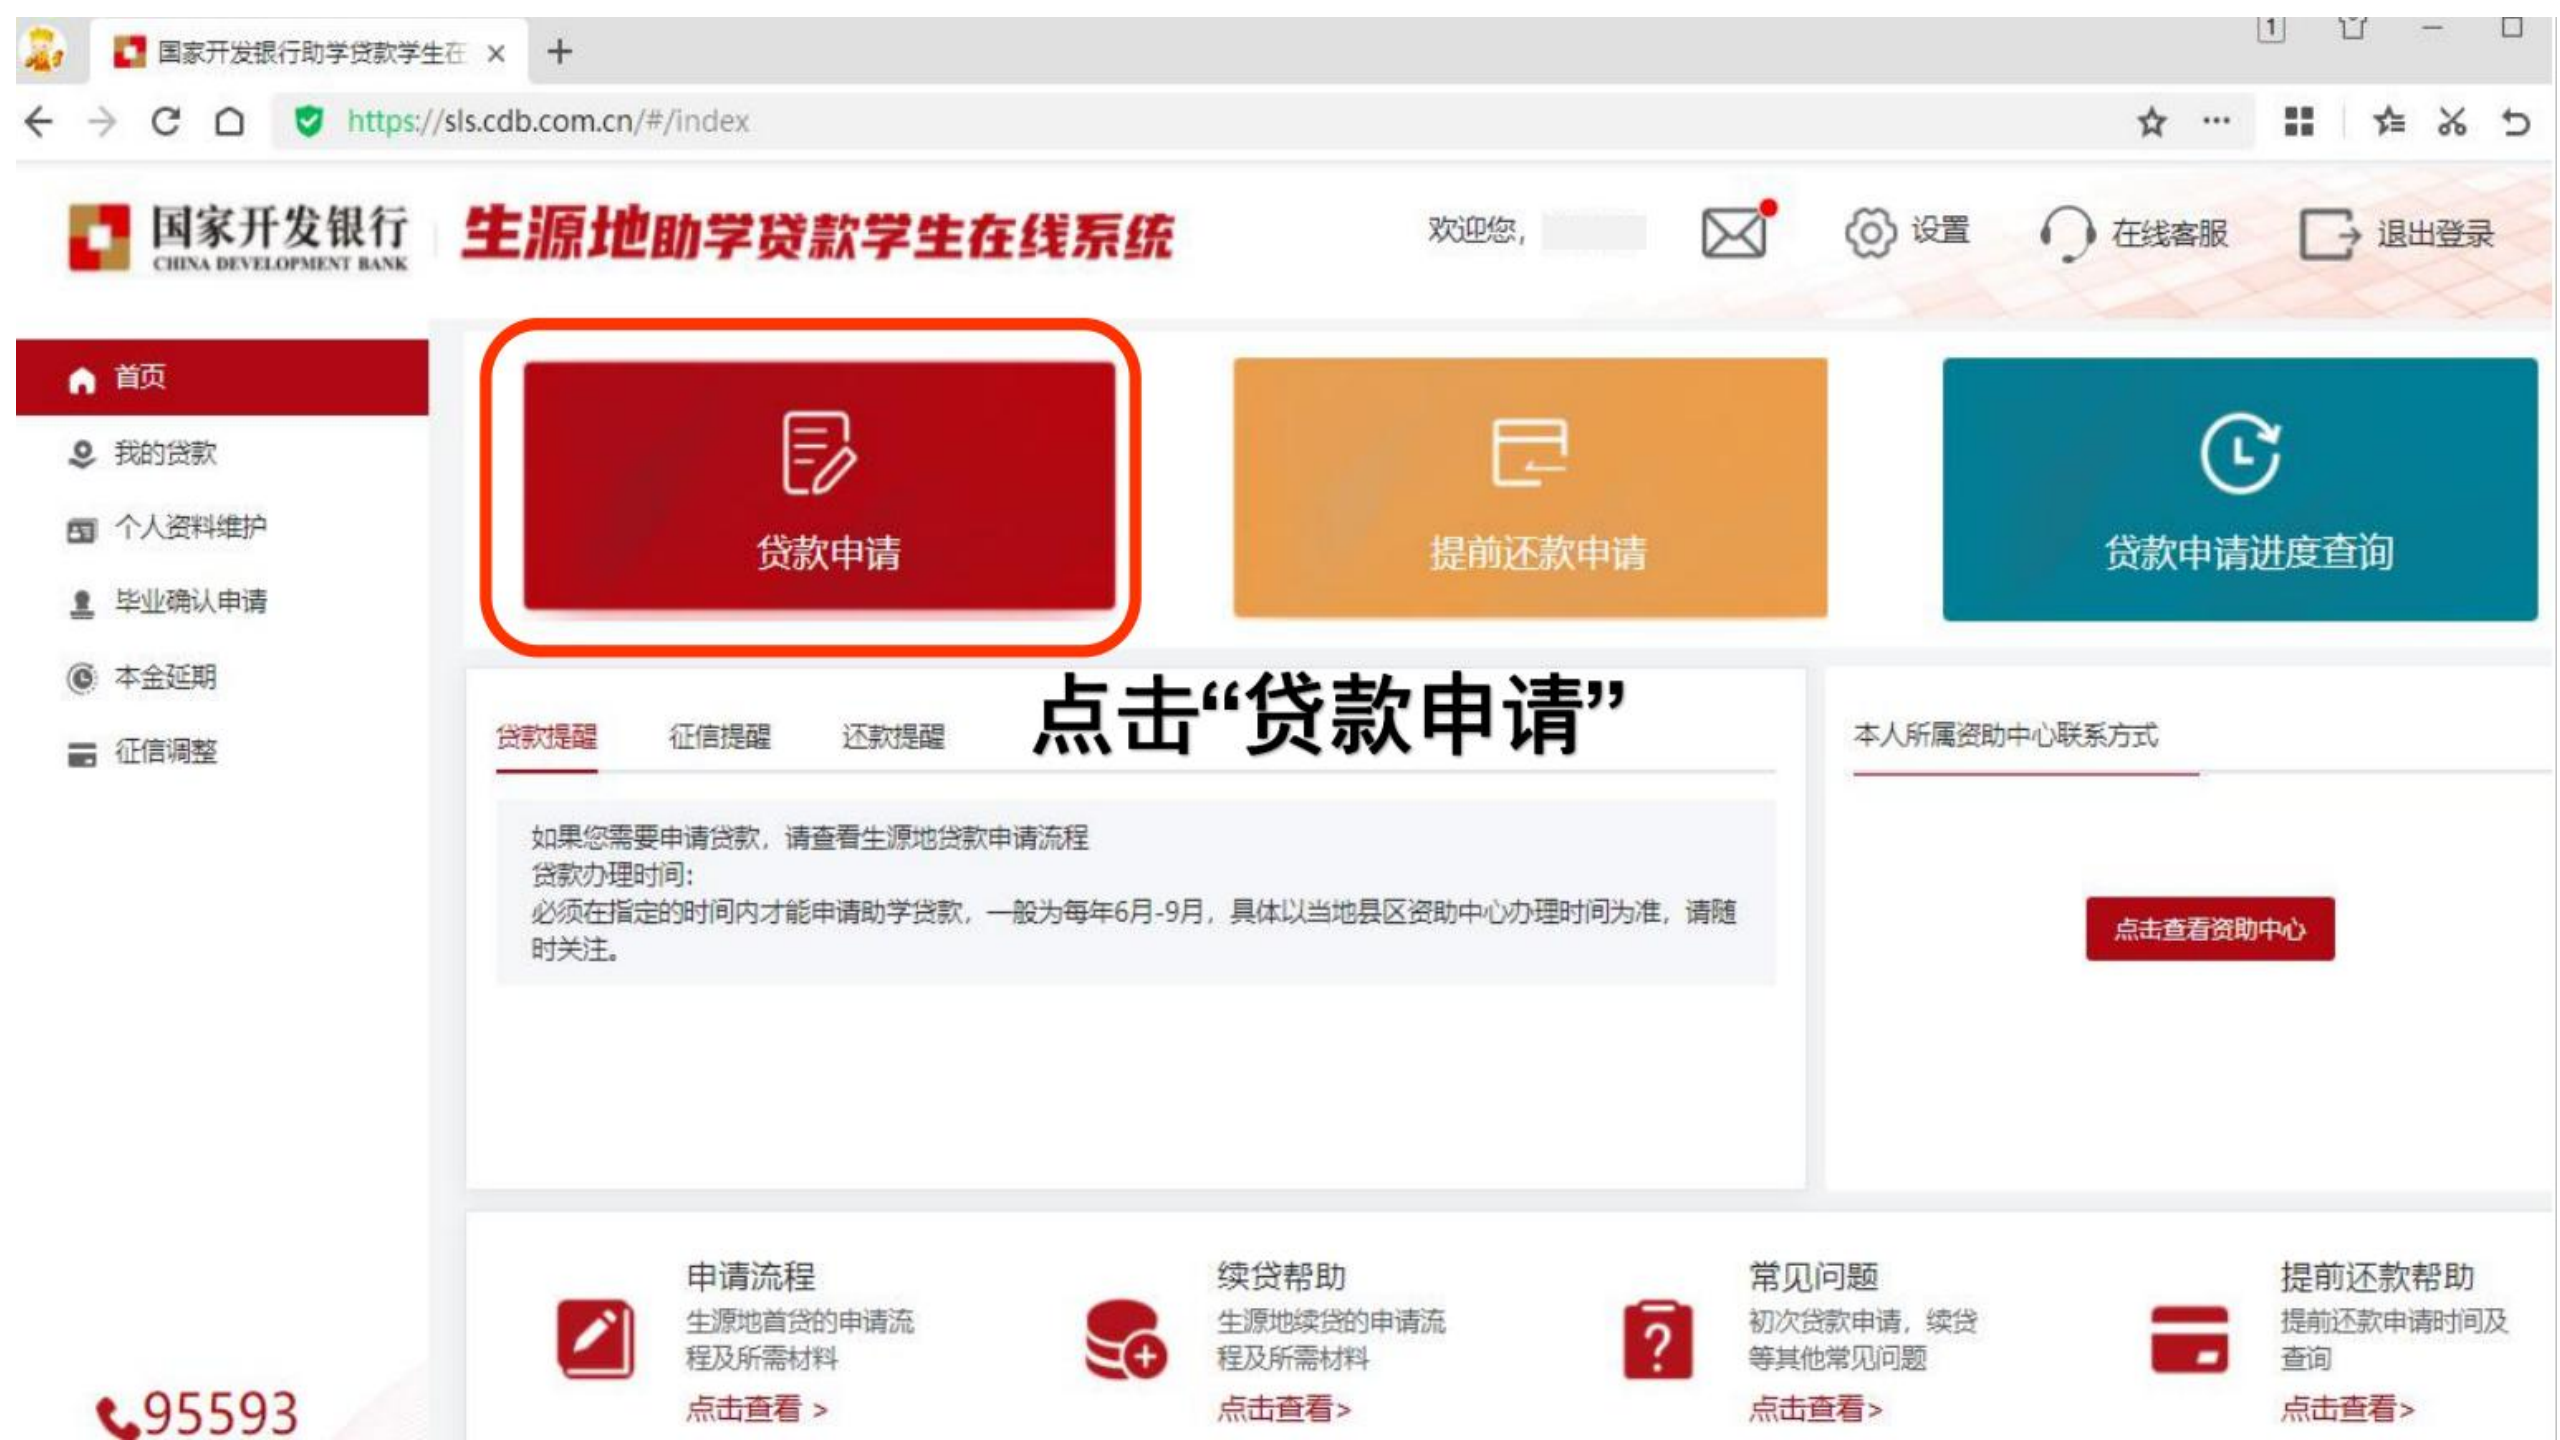 国家开发银行助学贷款学生在
https://sls.cdb.com.cn/#/index
国家开发银行
CHINA DEVELOPMENT BANK
生源地助学贷款学生在线系统
欢迎您,
设置
在线客服
退出登录
首页
我的贷款
个人资料维护
毕业确认申请
本金延期
征信调整
95593
贷款申请
提前还款申请
贷款申请进度查询
点击“贷款申请”
贷款提醒
征信提醒
还款提醒
如果您需要申请贷款, 请查看生源地贷款申请流程
贷款办理时间:
必须在指定的时间内才能申请助学贷款, 一般为每年6月-9月, 具体以当地县区资助中心办理时间为准, 请随
时关注。
本人所属资助中心联系方式
点击查看资助中心
申请流程
生源地首贷的申请流
程及所需材料
点击查看 >
续贷帮助
生源地续贷的申请流
程及所需材料
点击查看>
常见问题
初次贷款申请, 续贷
等其他常见问题
点击查看>
提前还款帮助
提前还款申请时间及
查询
点击查看>